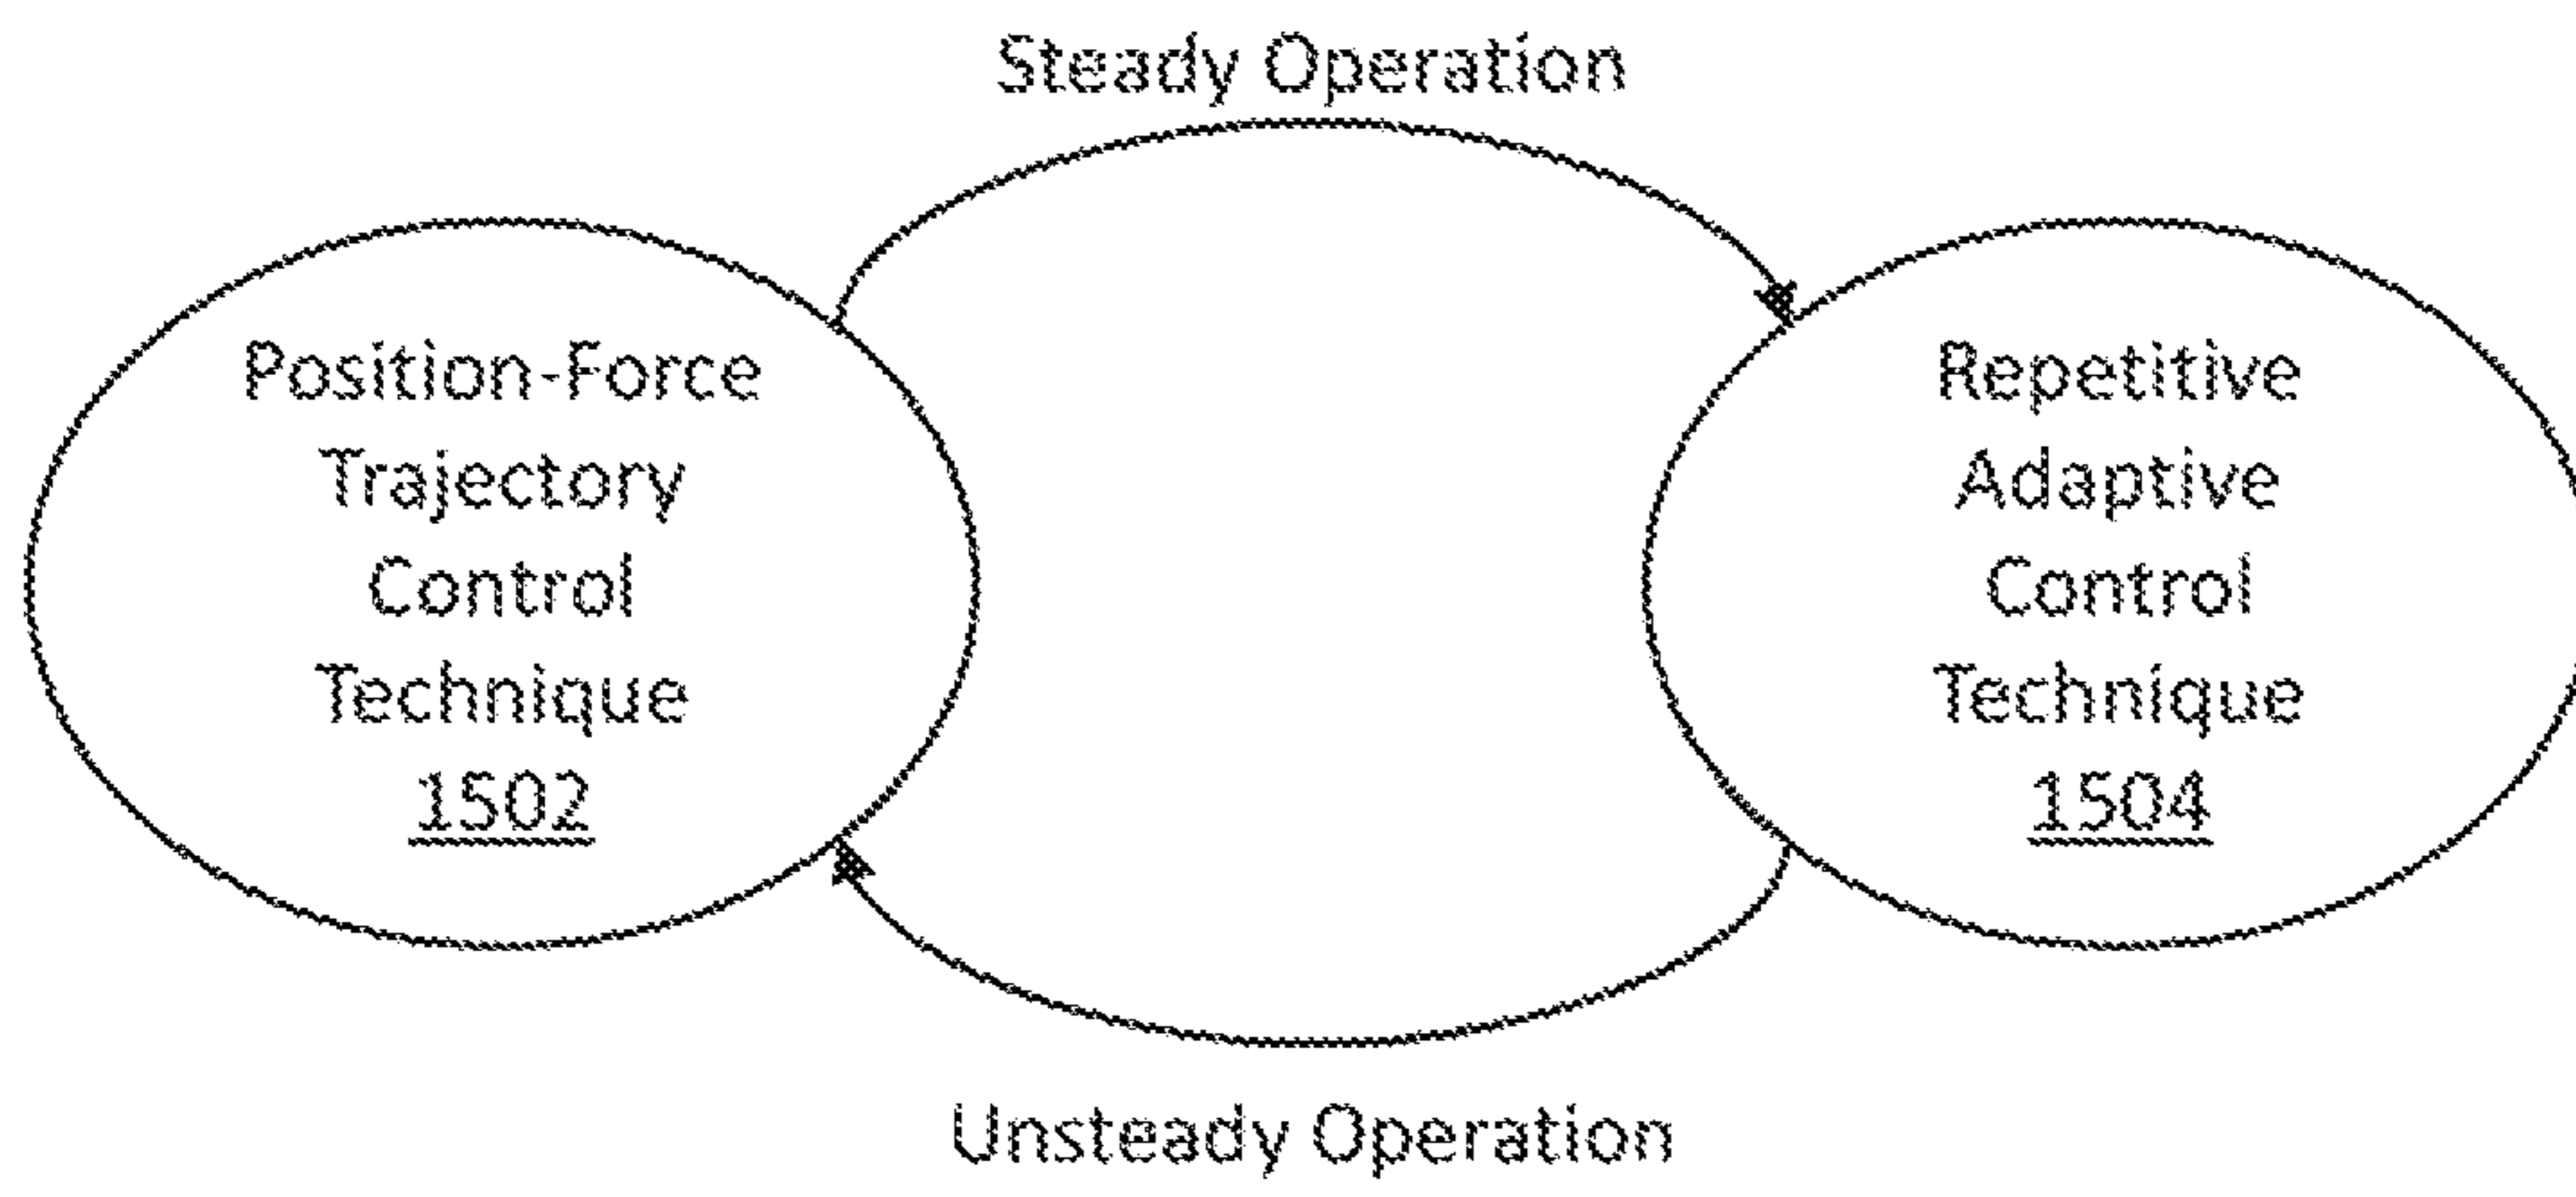 Steady Operation
Position-Force
Trajectory
Control
Technique
1502
Repetitive
Adaptive
Control
Technique
1504
Unsteady Operation